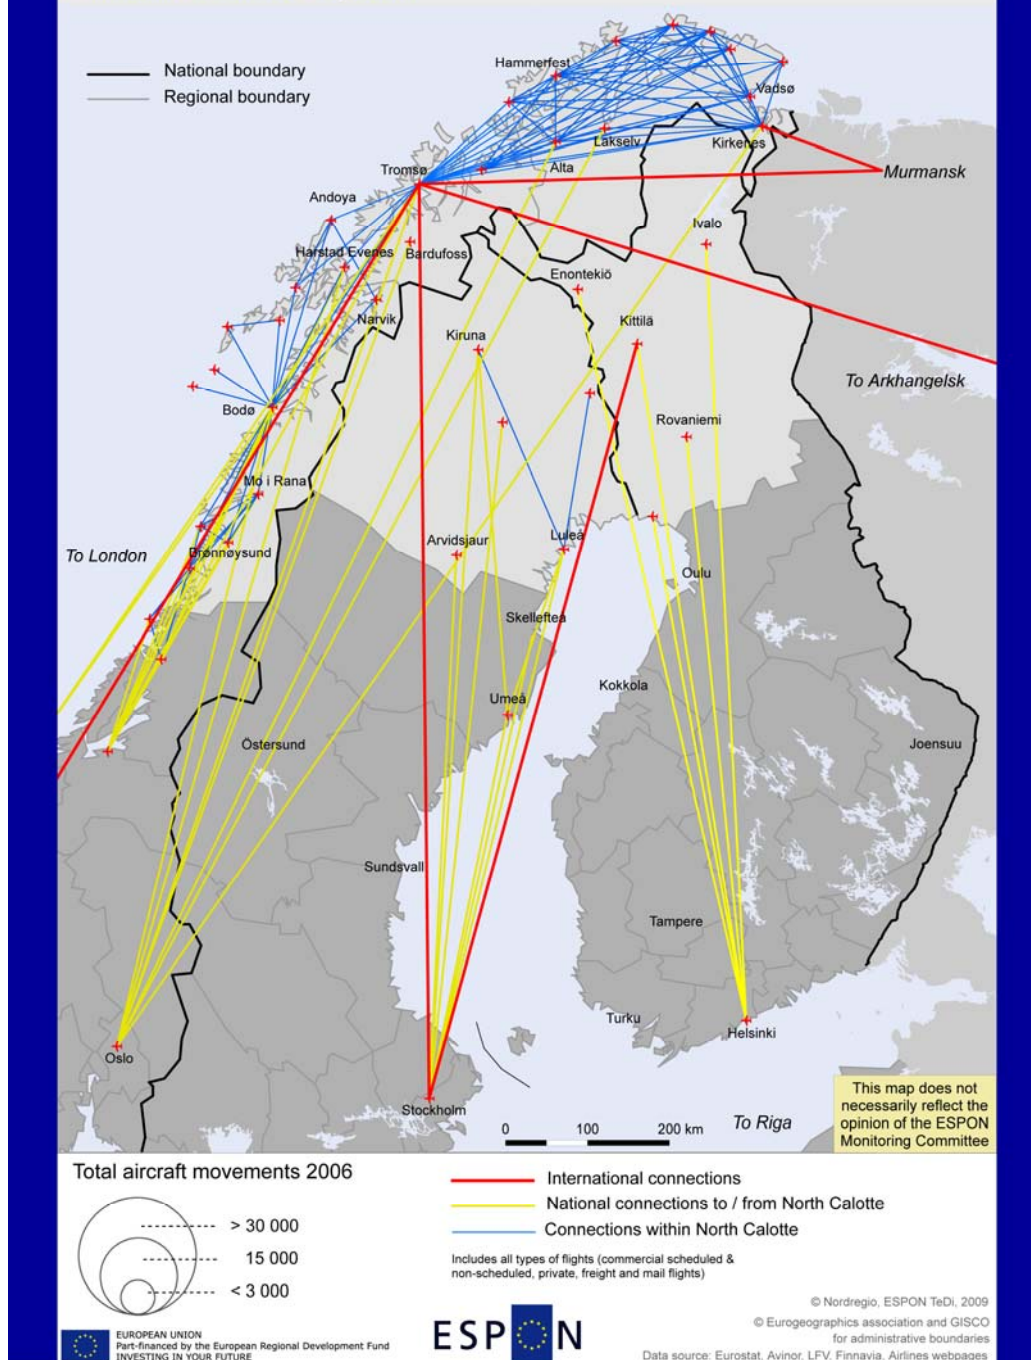 National boundary
Regional boundary
Hammerfest
Vadsø
Lakselv
Kirkenes
Alta
Tromsø
Murmansk
Andoya
Ivalo
Harstad Evenes
Bardufoss
Enontekiö
Narvik
Kittilä
Kiruna
To Arkhangelsk
Bodø
Rovaniemi
Mo i Rana
To London
Brønnøysund
Arvidsjaur
Luleå
Oulu
Skellefteå
Kokkola
Umeå
Östersund
Joensuu
Sundsvall
Tampere
Turku
Helsinki
Oslo
Stockholm
To Riga
0 100 200 km
This map does not
necessarily reflect the
opinion of the ESPON
Monitoring Committee
Total aircraft movements 2006
> 30 000
15 000
< 3 000
International connections
National connections to / from North Calotte
Connections within North Calotte
Includes all types of flights (commercial scheduled &
non-scheduled, private, freight and mail flights)
EUROPEAN UNION
Part-financed by the European Regional Development Fund
INVESTING IN YOUR FUTURE
ESPON
© Nordregio, ESPON TeDi, 2009
© Eurogeographics association and GISCO
for administrative boundaries
Data source: Eurostat, Avinor, LFV, Finnavia, Airlines webpages